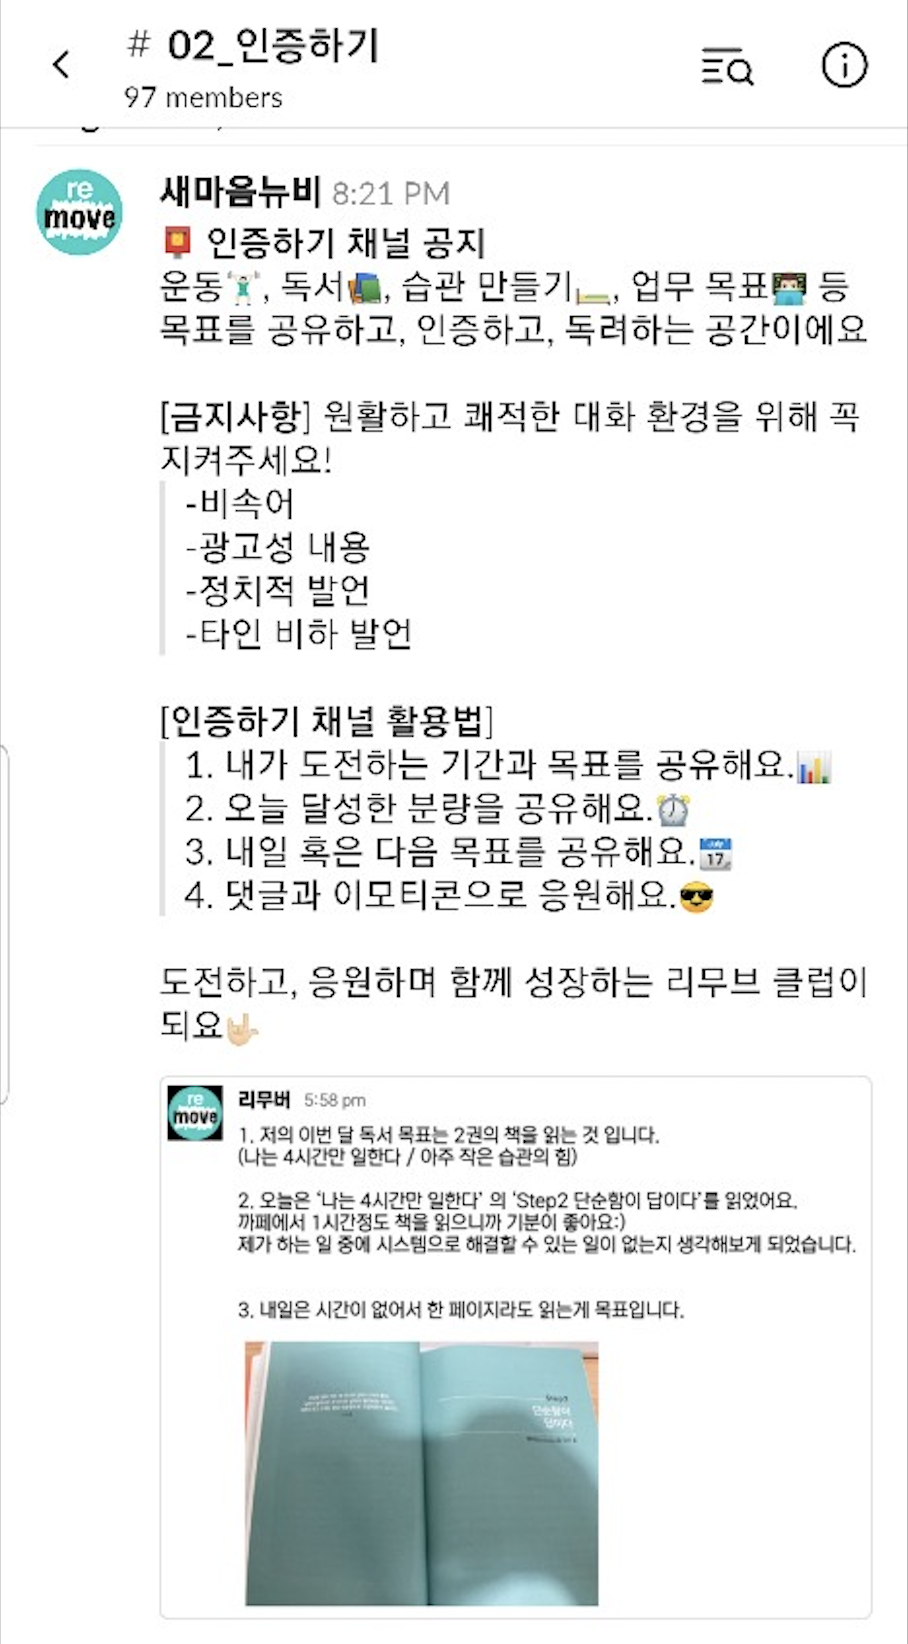 # 02_인증하기
97 members
re
move
새마음뉴비 8:21 PM
인증하기 채널 공지
운동, 독서, 습관 만들기, 업무 목표 등
목표를 공유하고, 인증하고, 독려하는 공간이에요
[금지사항] 원활하고 쾌적한 대화 환경을 위해 꼭
지켜주세요!
-비속어
-광고성 내용
-정치적 발언
-타인 비하 발언
[인증하기 채널 활용법]
1. 내가 도전하는 기간과 목표를 공유해요.
2. 오늘 달성한 분량을 공유해요.
3. 내일 혹은 다음 목표를 공유해요.
4. 댓글과 이모티콘으로 응원해요.
도전하고, 응원하며 함께 성장하는 리무브 클럽이
되요
re
move
리무버 5:58 pm
1. 저의 이번 달 독서 목표는 2권의 책을 읽는 것 입니다.
(나는 4시간만 일한다 / 아주 작은 습관의 힘)
2. 오늘은 '나는 4시간만 일한다' 의 'Step2 단순함이 답이다'를 읽었어요.
까페에서 1시간정도 책을 읽으니까 기분이 좋아요:)
제가 하는 일 중에 시스템으로 해결할 수 있는 일이 없는지 생각해보게 되었습니다.
3. 내일은 시간이 없어서 한 페이지라도 읽는게 목표입니다.
단순함이
답이다